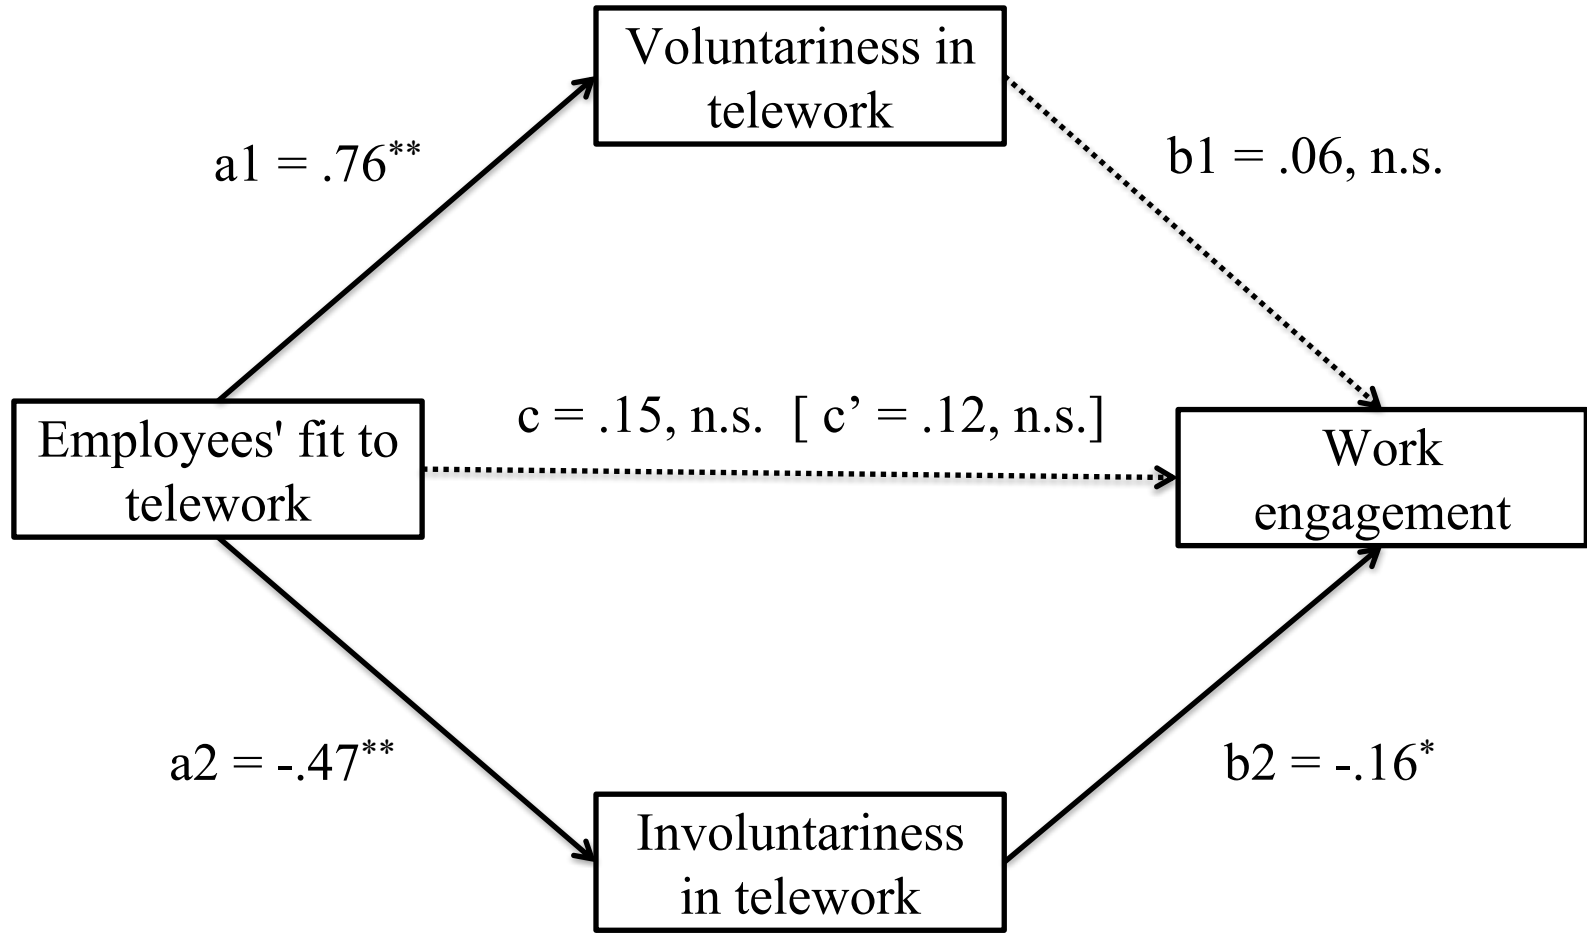 Voluntariness in
telework
a1 = .76**
b1 = .06, n.s.
c = .15, n.s. [ c’ = .12, n.s.]
Employees' fit to
telework
Work
engagement
a2 = -.47**
b2 = -.16*
Involuntariness
in telework